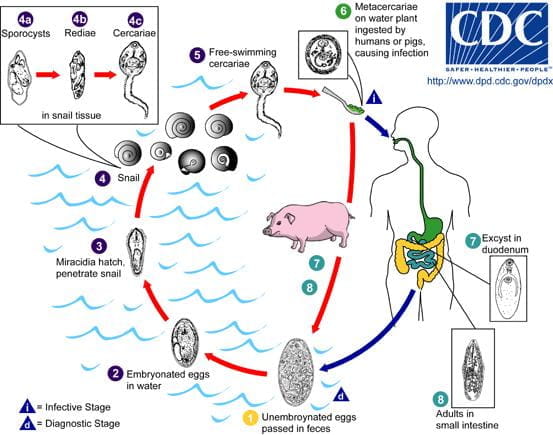 4a
4b
4c
Sporocysts
Rediae
Cercariae
in snail tissue
5
Free-swimming
cercariae
6
Metacercariae
on water plant
ingested by
humans or pigs,
causing infection
CDC
SAFER·HEALTHIER·PEOPLE™
http://www.dpd.cdc.gov/dpdx
i
4
Snail
3
Miracidia hatch,
penetrate snail
7
8
7
Excyst in
duodenum
2
Embryonated eggs
in water
d
1
Unembroynated eggs
passed in feces
8
Adults in
small intestine
i = Infective Stage
d = Diagnostic Stage